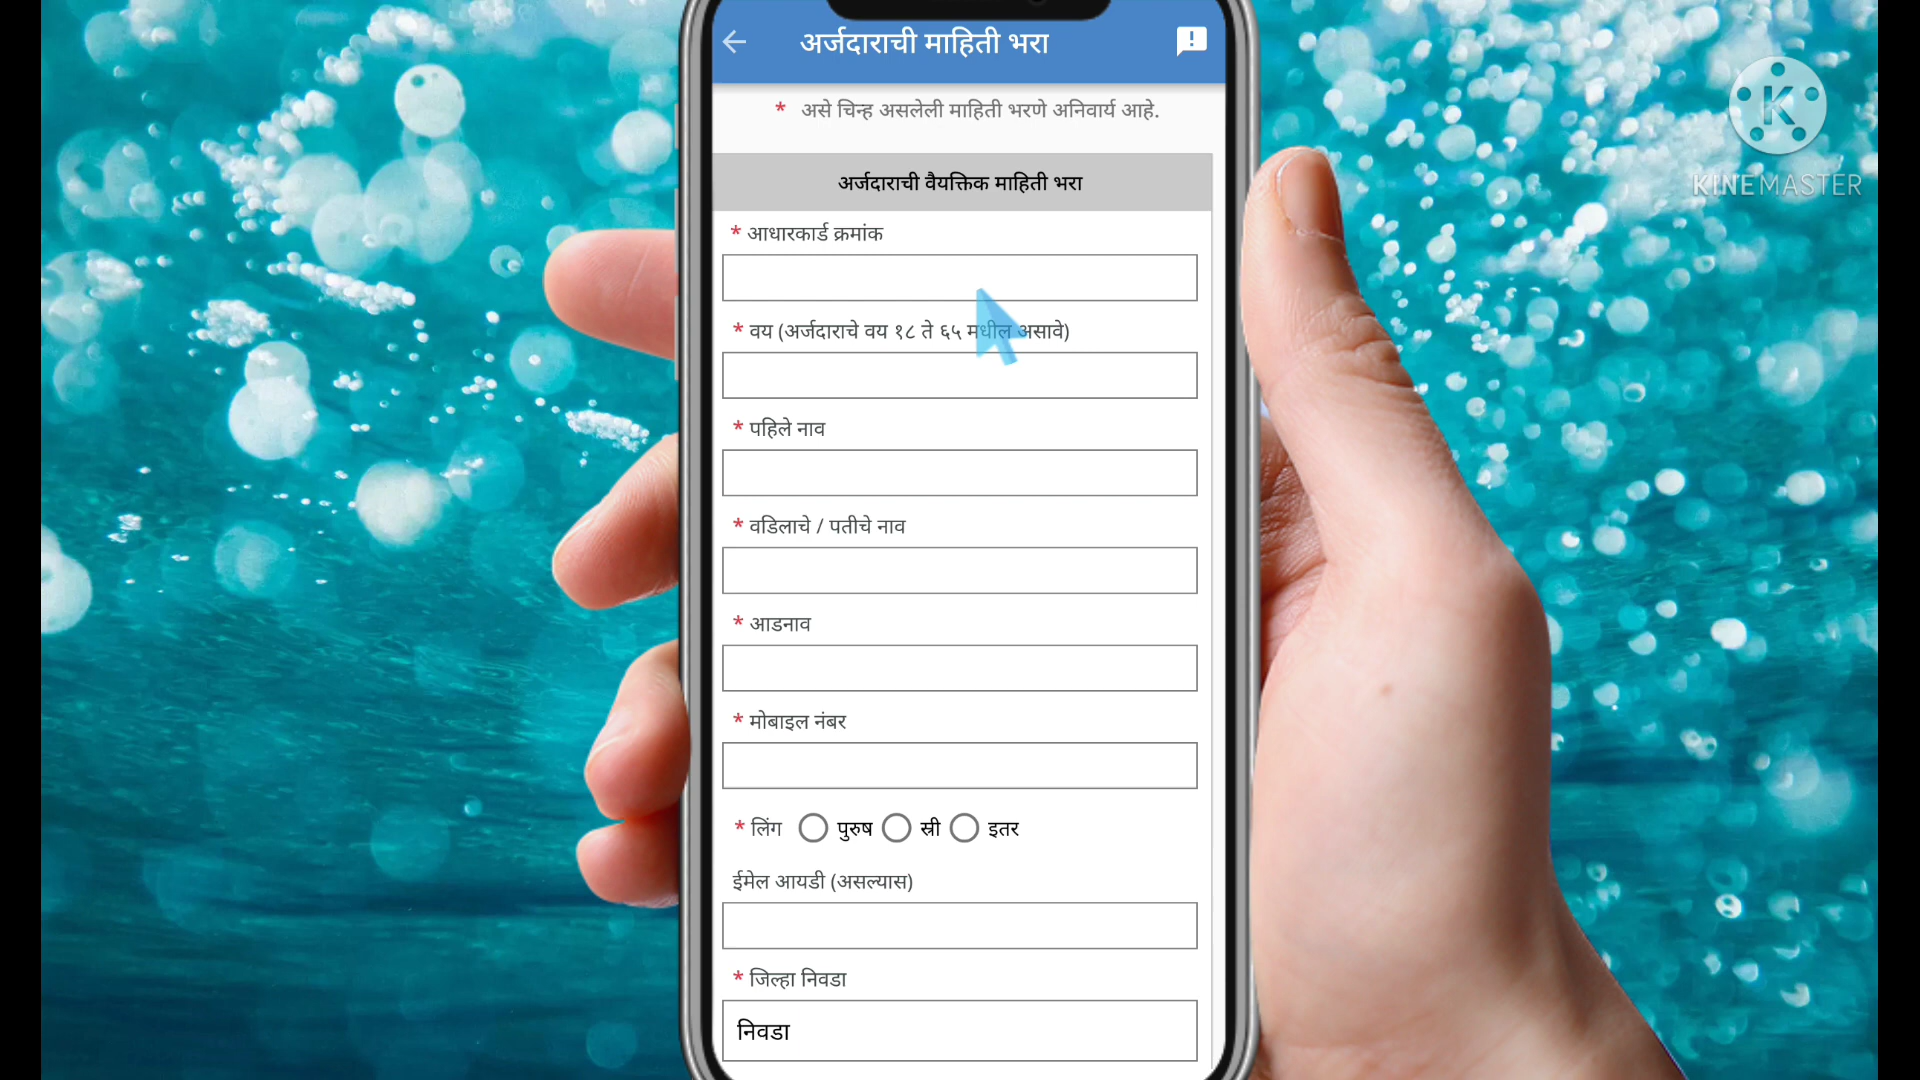 अर्जदाराची माहिती भरा
* असे चिन्ह असलेली माहिती भरणे अनिवार्य आहे.
K
KINEMASTER
अर्जदाराची वैयक्तिक माहिती भरा
* आधारकार्ड क्रमांक
* वय (अर्जदाराचे वय १८ ते ६५ मधील असावे)
* पहिले नाव
* वडिलाचे / पतीचे नाव
* आडनाव
* मोबाइल नंबर
* लिंग पुरुष स्री इतर
ईमेल आयडी (असल्यास)
* जिल्हा निवडा
निवडा